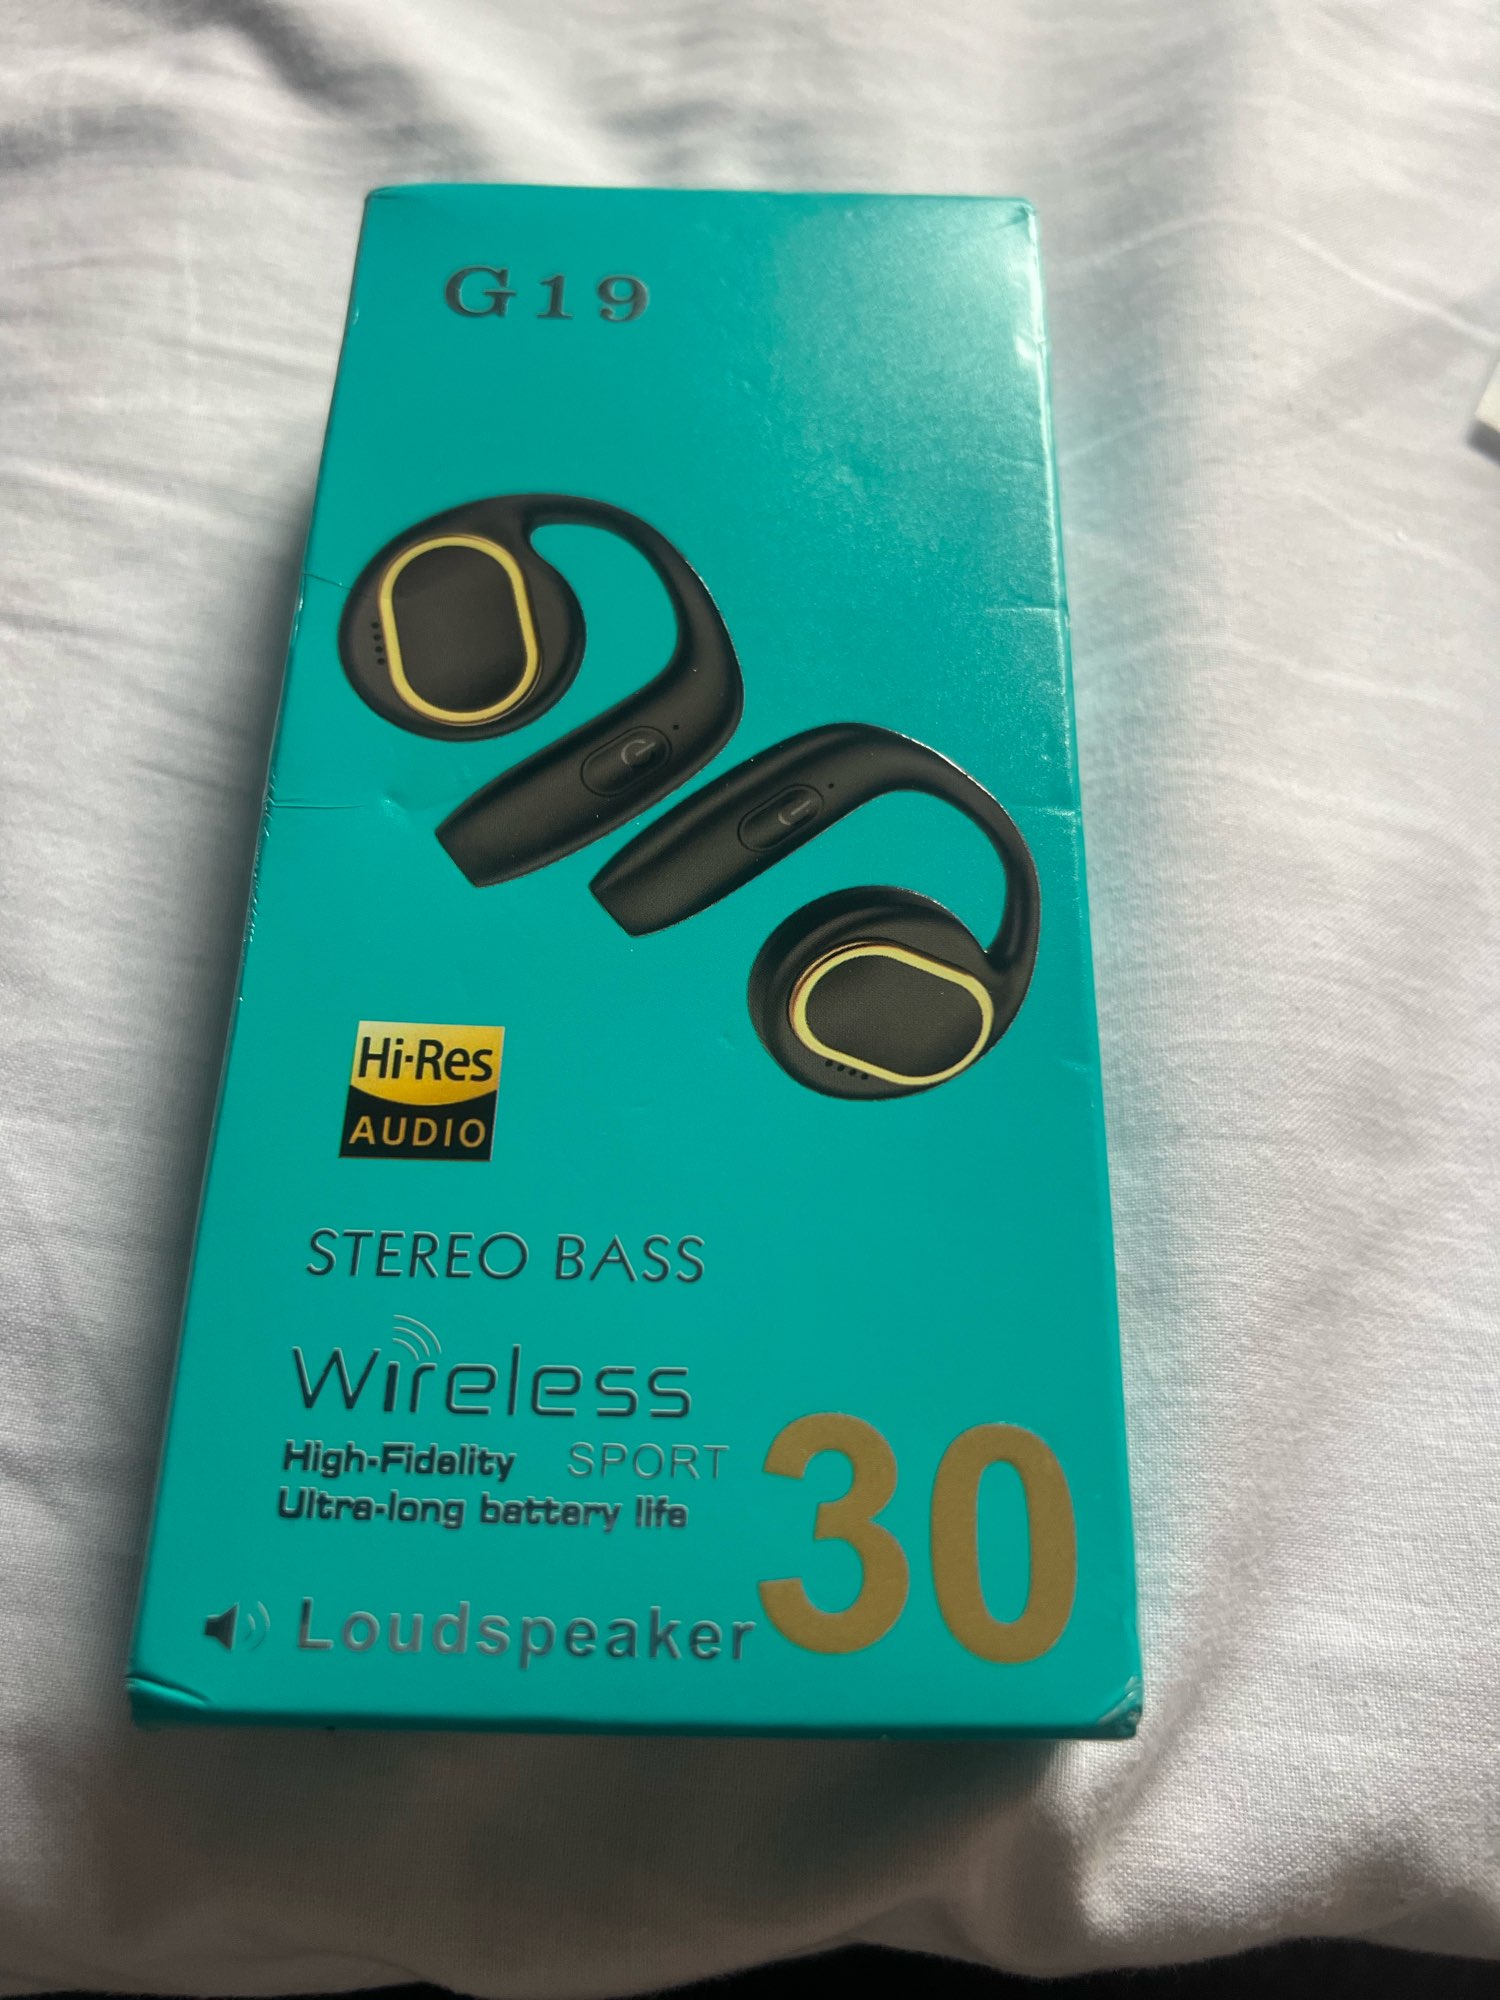 G19
Hi-Res
AUDIO
STEREO BASS
Wireless
High-Fidelity SPORT
Ultra-long battery life
30
Loudspeaker